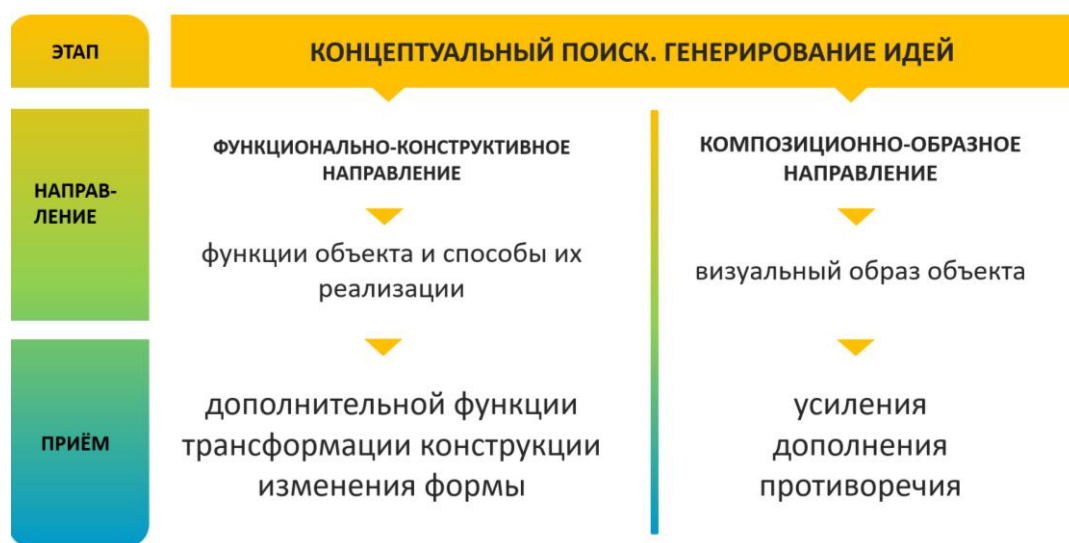 ЭТАП
КОНЦЕПТУАЛЬНЫЙ ПОИСК. ГЕНЕРИРОВАНИЕ ИДЕЙ
НАПРАВ-
ЛЕНИЕ
ФУНКЦИОНАЛЬНО-КОНСТРУКТИВНОЕ
НАПРАВЛЕНИЕ
функции объекта и способы их
реализации
КОМПОЗИЦИОННО-ОБРАЗНОЕ
НАПРАВЛЕНИЕ
визуальный образ объекта
ПРИЁМ
дополнительной функции
трансформации конструкции
изменения формы
усиления
дополнения
противоречия